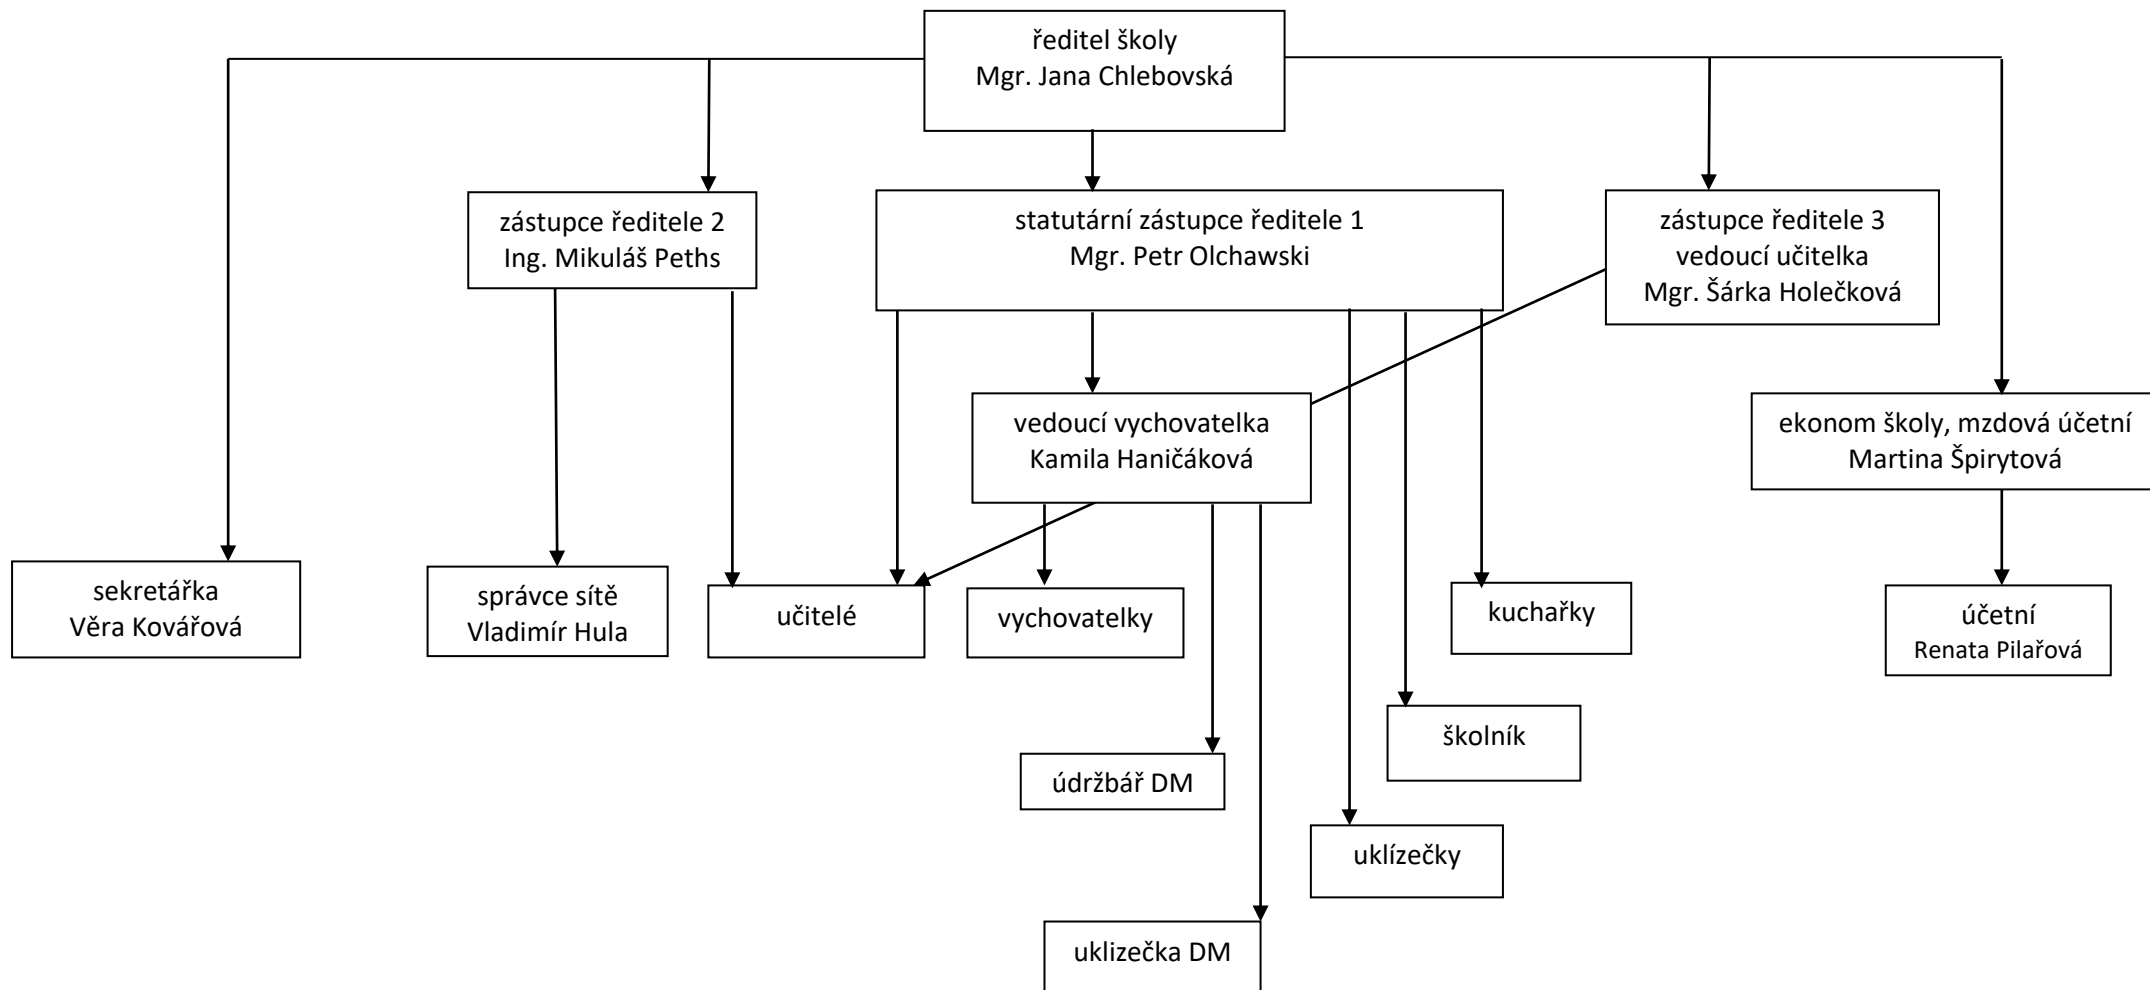 ředitel školy
Mgr. Jana Chlebovská
zástupce ředitele 2
Ing. Mikuláš Peths
statutární zástupce ředitele 1
Mgr. Petr Olchawski
zástupce ředitele 3
vedoucí učitelka
Mgr. Šárka Holečková
vedoucí vychovatelka
Kamila Haničáková
ekonom školy, mzdová účetní
Martina Špirytová
sekretářka
Věra Kovářová
správce sítě
Vladimír Hula
učitelé
vychovatelky
kuchařky
účetní
Renata Pilařová
školník
údržbář DM
uklízečky
uklizečka DM